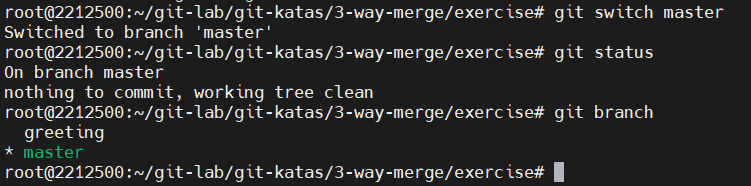 root@2212500:~/git-lab/git-katas/3-way-merge/exercise# git switch master
Switched to branch 'master'
root@2212500:~/git-lab/git-katas/3-way-merge/exercise# git status
On branch master
nothing to commit, working tree clean
root@2212500:~/git-lab/git-katas/3-way-merge/exercise# git branch
  greeting
* master
root@2212500:~/git-lab/git-katas/3-way-merge/exercise#